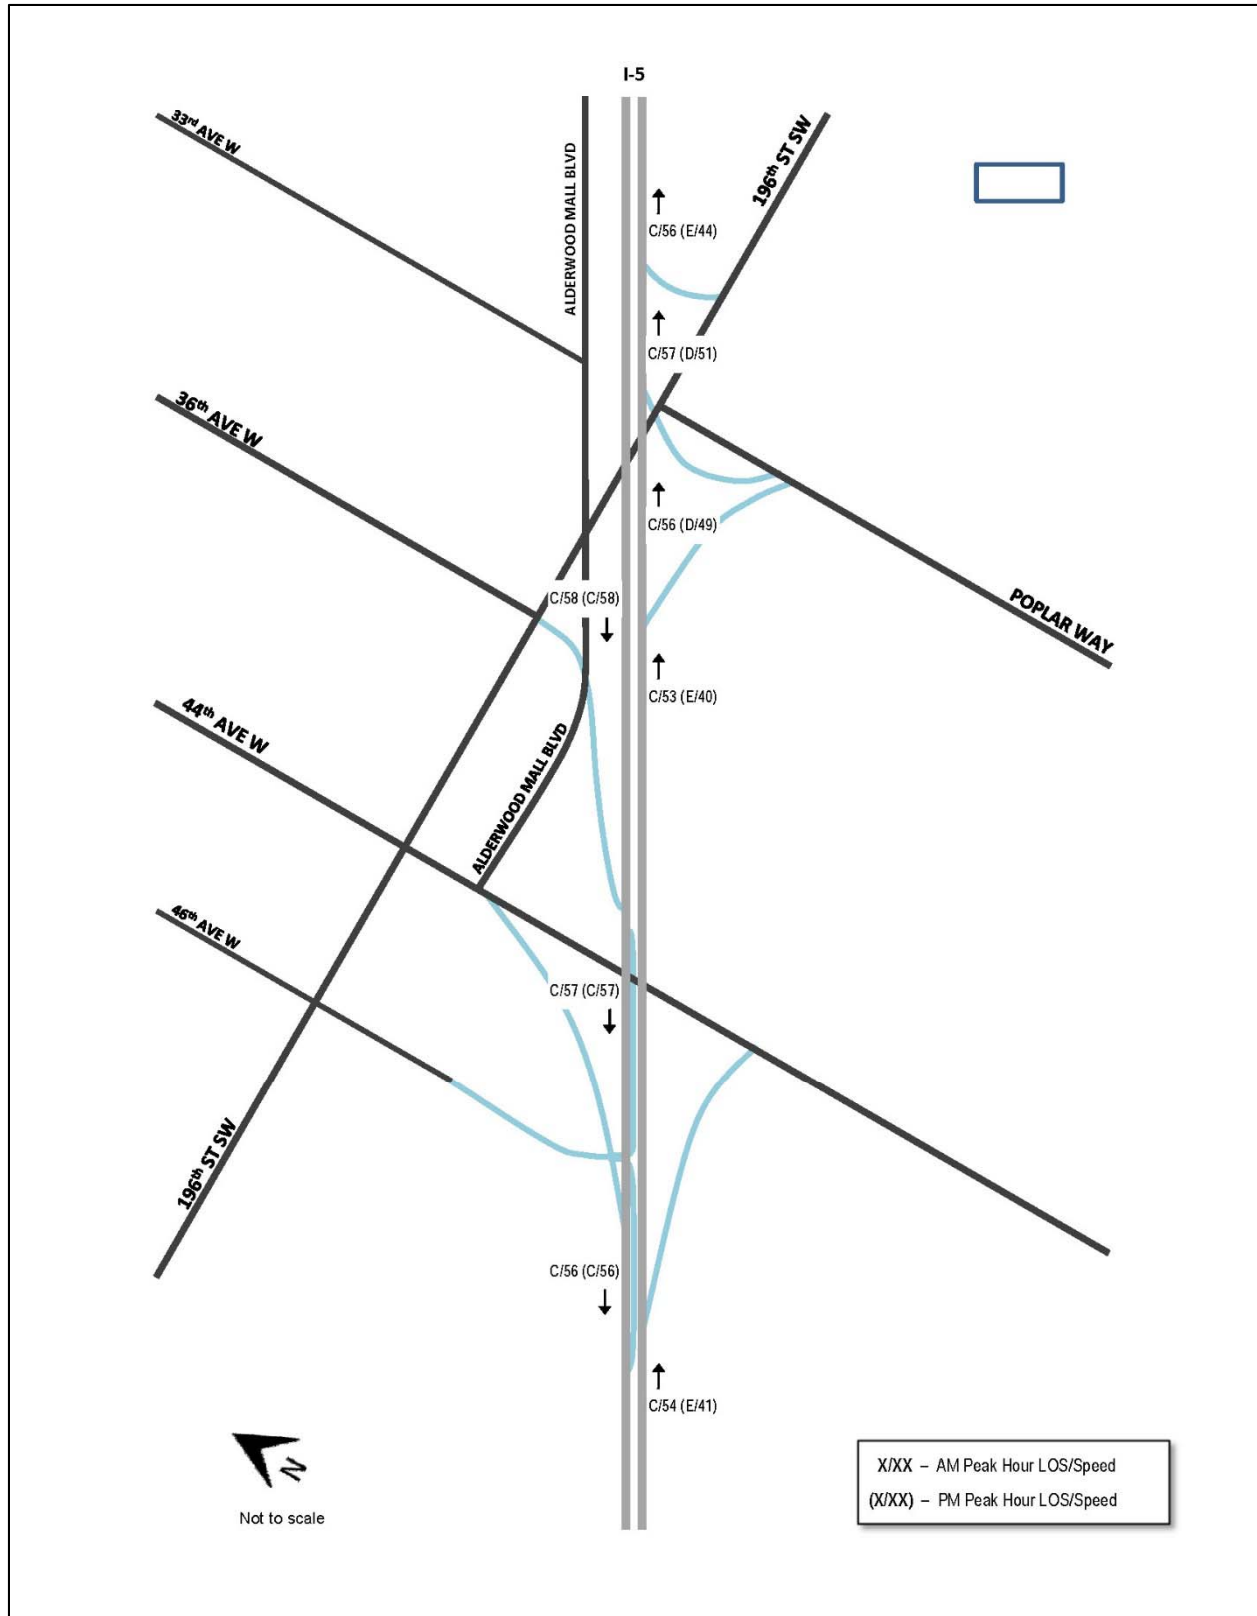 I-5
33rd AVE W
ALDERWOOD MALL BLVD
196th ST SW
C/56 (E/44)
C/57 (D/51)
36th AVE W
C/56 (D/49)
C/58 (C/58)
POPLAR WAY
C/53 (E/40)
44th AVE W
ALDERWOOD MALL BLVD
46th AVE W
C/57 (C/57)
196th ST SW
C/56 (C/56)
C/54 (E/41)
N
Not to scale
X/XX – AM Peak Hour LOS/Speed
(X/XX) – PM Peak Hour LOS/Speed